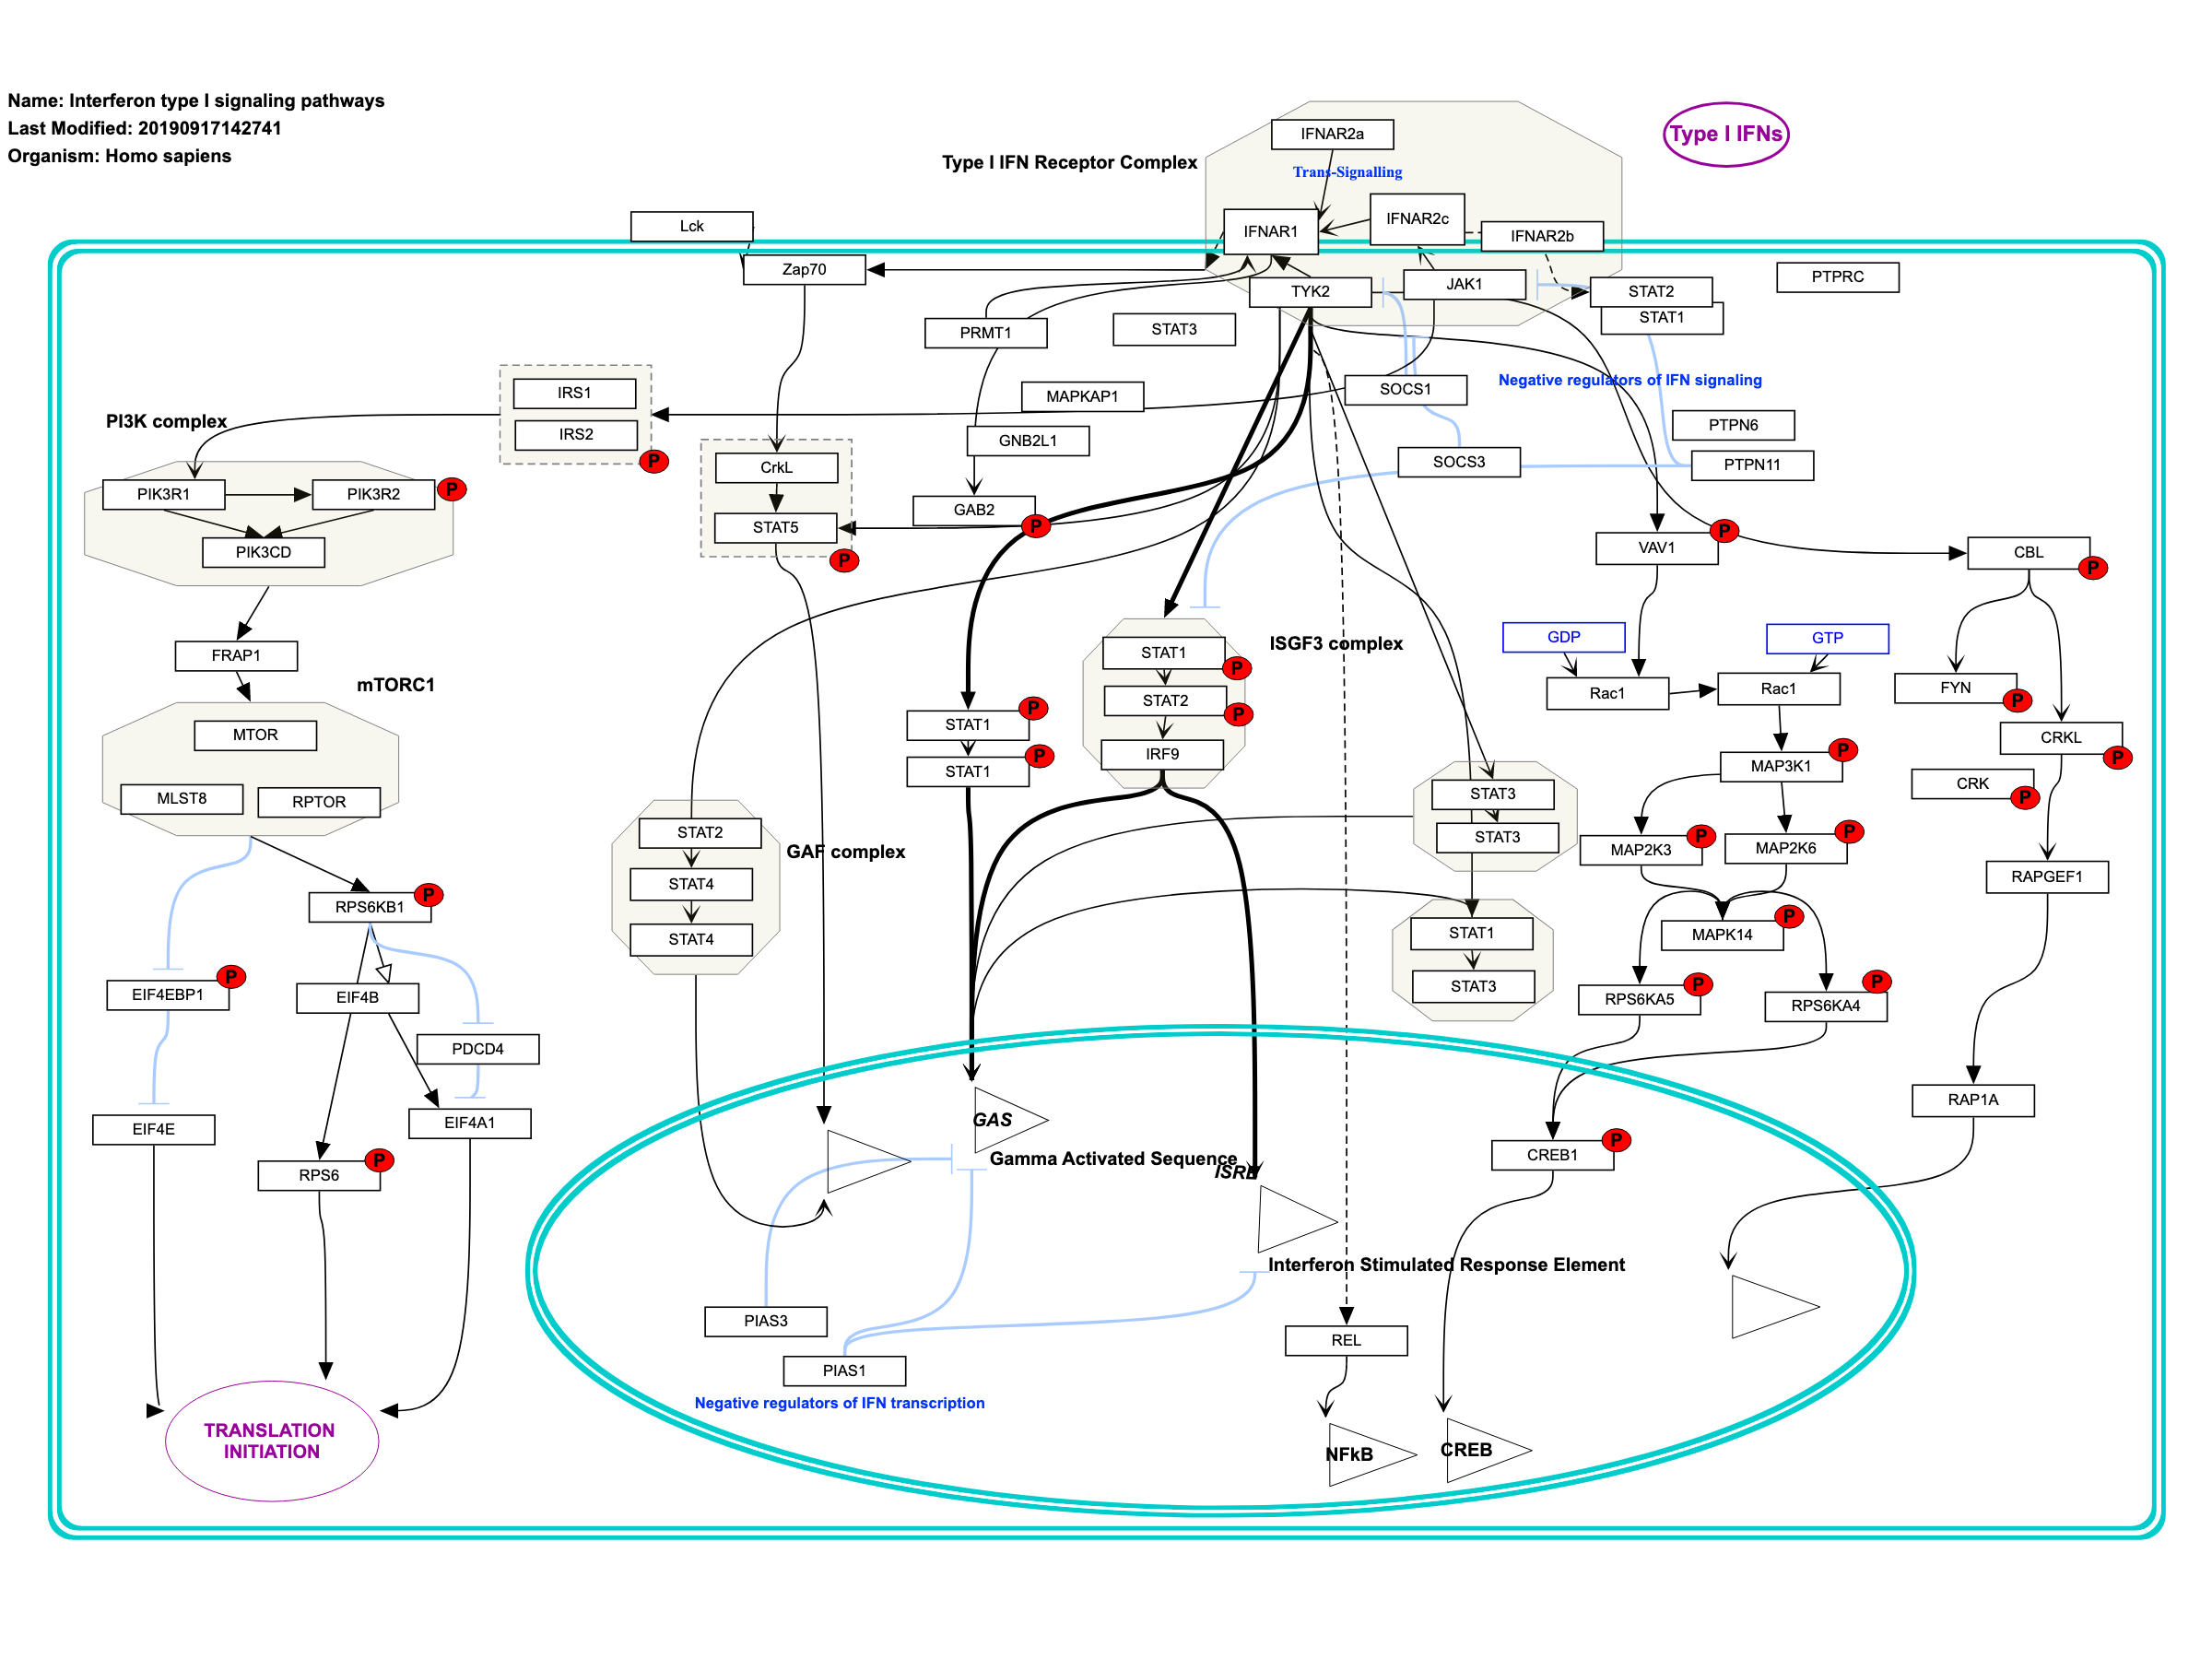 Name: Interferon type I signaling pathways
Last Modified: 20190917142741
Organism: Homo sapiens
Type I IFNs
IFNAR2a
Type I IFN Receptor Complex
Trans-Signalling
Lck
IFNAR1
IFNAR2c
IFNAR2b
Zap70
PTPRC
TYK2
JAK1
STAT2
STAT1
PRMT1
STAT3
Negative regulators of IFN signaling
IRS1
MAPKAP1
SOCS1
PI3K complex
IRS2
P
GNB2L1
PTPN6
CrkL
SOCS3
PTPN11
PIK3R1
PIK3R2
P
GAB2
P
STAT5
P
PIK3CD
VAV1
P
CBL
P
FRAP1
ISGF3 complex
GDP
GTP
STAT1
P
mTORC1
STAT2
P
Rac1
Rac1
FYN
P
STAT1
P
MTOR
IRF9
CRKL
P
STAT1
P
MAP3K1
P
CRK
P
MLST8
RPTOR
STAT3
STAT2
GAF complex
STAT3
MAP2K3
P
MAP2K6
P
STAT4
RAPGEF1
RPS6KB1
P
STAT4
STAT1
MAPK14
P
EIF4EBP1
P
EIF4B
STAT3
RPS6KA5
P
RPS6KA4
P
PDCD4
EIF4E
EIF4A1
GAS
RAP1A
RPS6
P
Gamma Activated Sequence
ISRE
CREB1
P
Interferon Stimulated Response Element
PIAS3
REL
PIAS1
Negative regulators of IFN transcription
TRANSLATION
INITIATION
NFkB
CREB